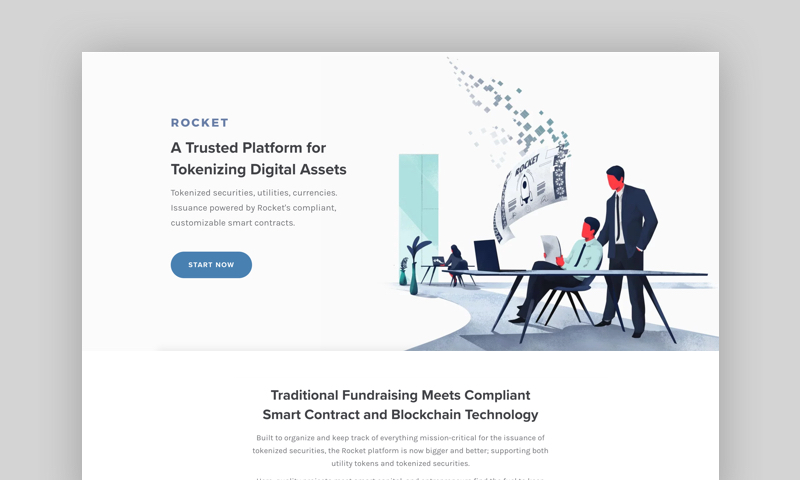 ROCKET
A Trusted Platform for
Tokenizing Digital Assets
Tokenized securities, utilities, currencies.
Issuance powered by Rocket's compliant,
customizable smart contracts.
START NOW
ROCKET
Traditional Fundraising Meets Compliant
Smart Contract and Blockchain Technology
Built to organize and keep track of everything mission-critical for the issuance of
tokenized securities, the Rocket platform is now bigger and better; supporting both
utility tokens and tokenized securities.